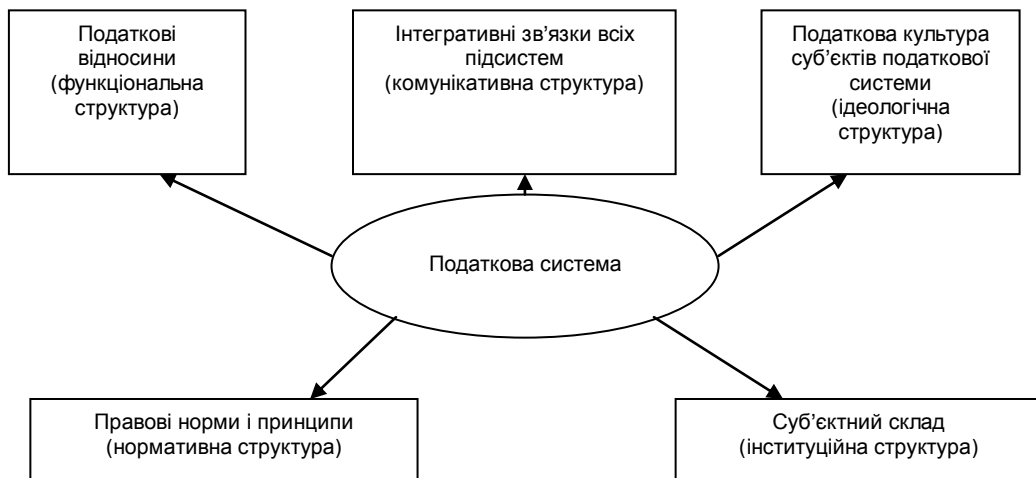 Податкові
відносини
(функціональна
структура)
Інтегративні зв’язки всіх
підсистем
(комунікативна структура)
Податкова культура
суб’єктів податкової
системи
(ідеологічна
структура)
Податкова система
Правові норми і принципи
(нормативна структура)
Суб’єктний склад
(інституційна структура)